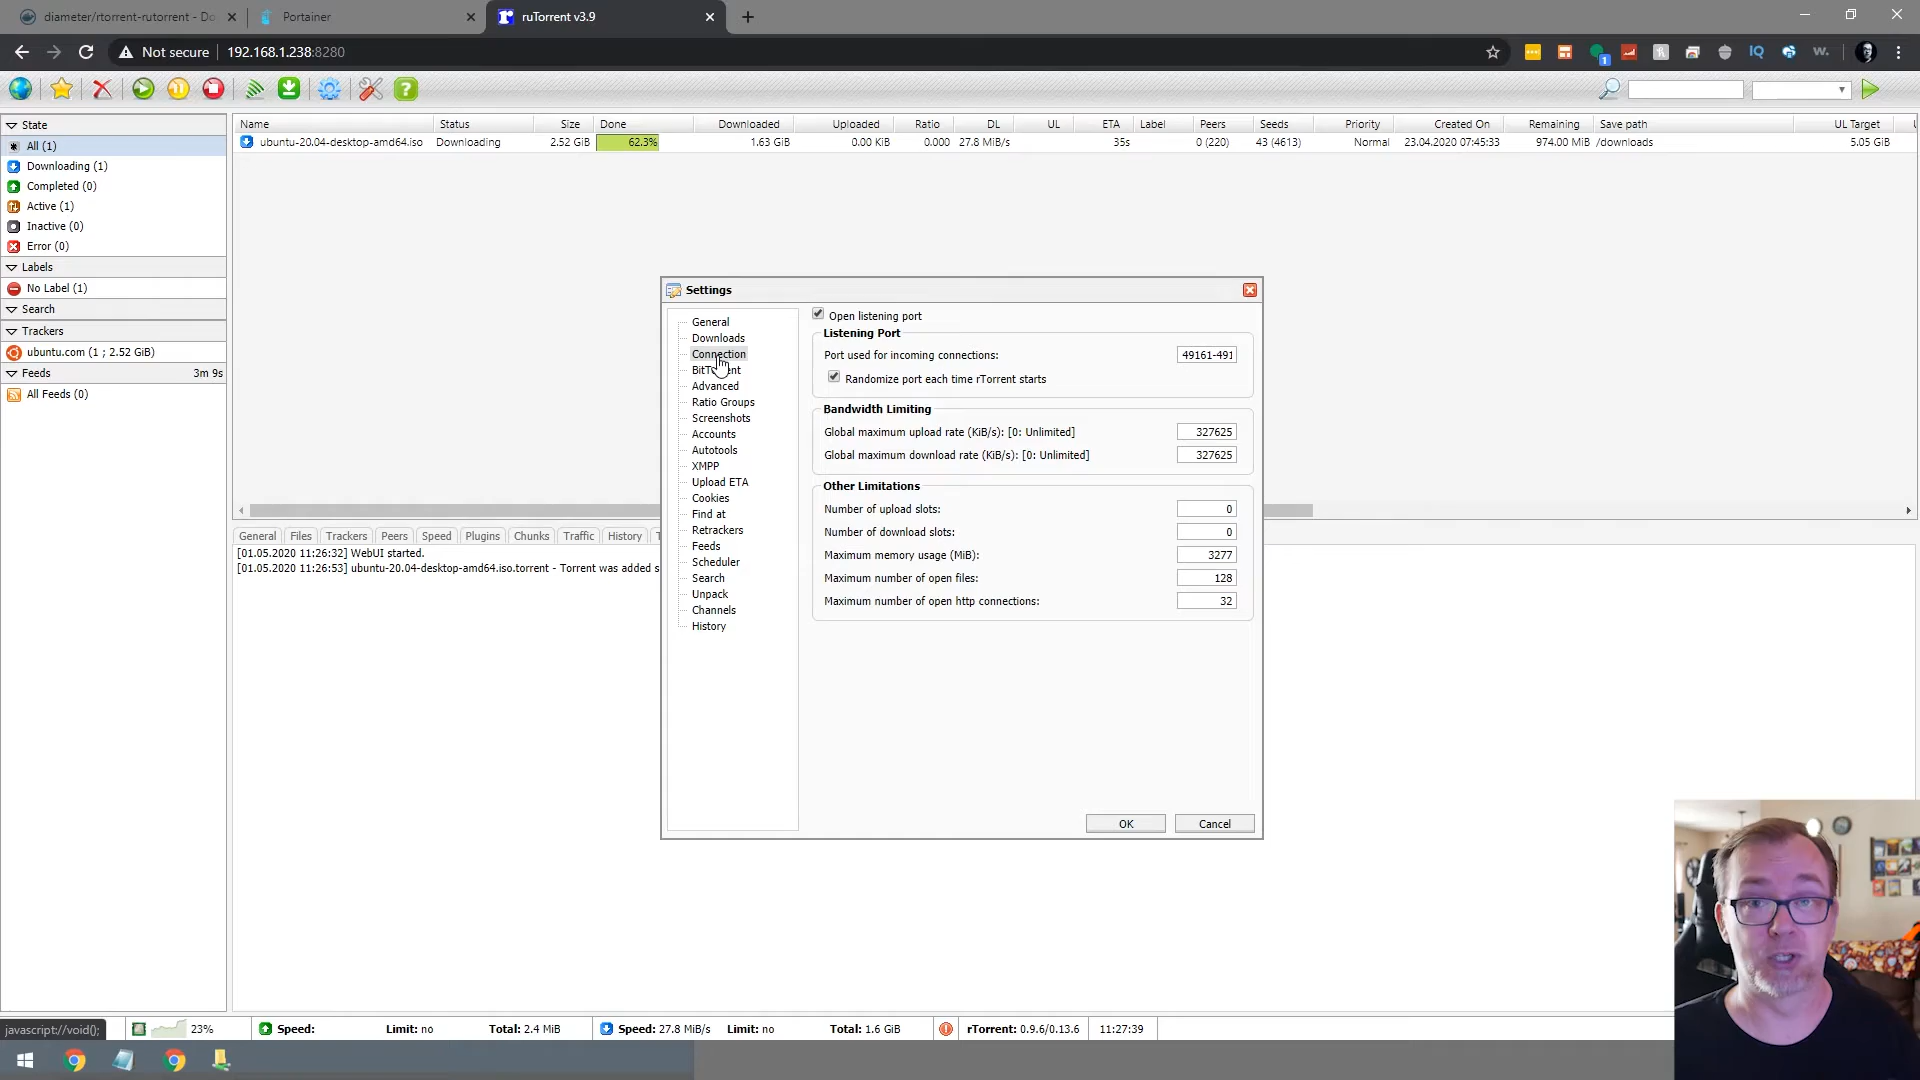 diameter/rtorrent-rutorrent - Do
Portainer
ruTorrent v3.9
Not secure
192.168.1.238:8280
1
IQ
w.
State
All (1)
Downloading (1)
Completed (0)
Active (1)
Inactive (0)
Error (0)
Labels
No Label (1)
Search
Trackers
ubuntu.com (1 ; 2.52 GiB)
Feeds 3m 9s
All Feeds (0)
Name Status Size Done Downloaded Uploaded Ratio DL UL ETA Label Peers Seeds Priority Created On Remaining Save path UL Target
ubuntu-20.04-desktop-amd64.iso Downloading 2.52 GiB 62.3% 1.63 GiB 0.00 KiB 0.000 27.8 MiB/s 35s 0 (220) 43 (4613) Normal 23.04.2020 07:45:33 974.00 MiB /downloads 5.05 GiB
Settings
General
Downloads
Connection
Advanced
Ratio Groups
Screenshots
Accounts
Autotools
XMPP
Upload ETA
Cookies
Find at
Retrackers
Feeds
Scheduler
Search
Unpack
Channels
History
Open listening port
Listening Port
Port used for incoming connections: 49161-491
Randomize port each time rTorrent starts
Bandwidth Limiting
Global maximum upload rate (KiB/s): [0: Unlimited] 327625
Global maximum download rate (KiB/s): [0: Unlimited] 327625
Other Limitations
Number of upload slots: 0
Number of download slots: 0
Maximum memory usage (MiB): 3277
Maximum number of open files: 128
Maximum number of open http connections: 32
OK
Cancel
General Files Trackers Peers Speed Plugins Chunks Traffic History
[01.05.2020 11:26:32] WebUI started.
[01.05.2020 11:26:53] ubuntu-20.04-desktop-amd64.iso.torrent - Torrent was added s
javascript://void();
23%
Speed: Limit: no Total: 2.4 MiB
Speed: 27.8 MiB/s Limit: no Total: 1.6 GiB
rTorrent: 0.9.6/0.13.6
11:27:39